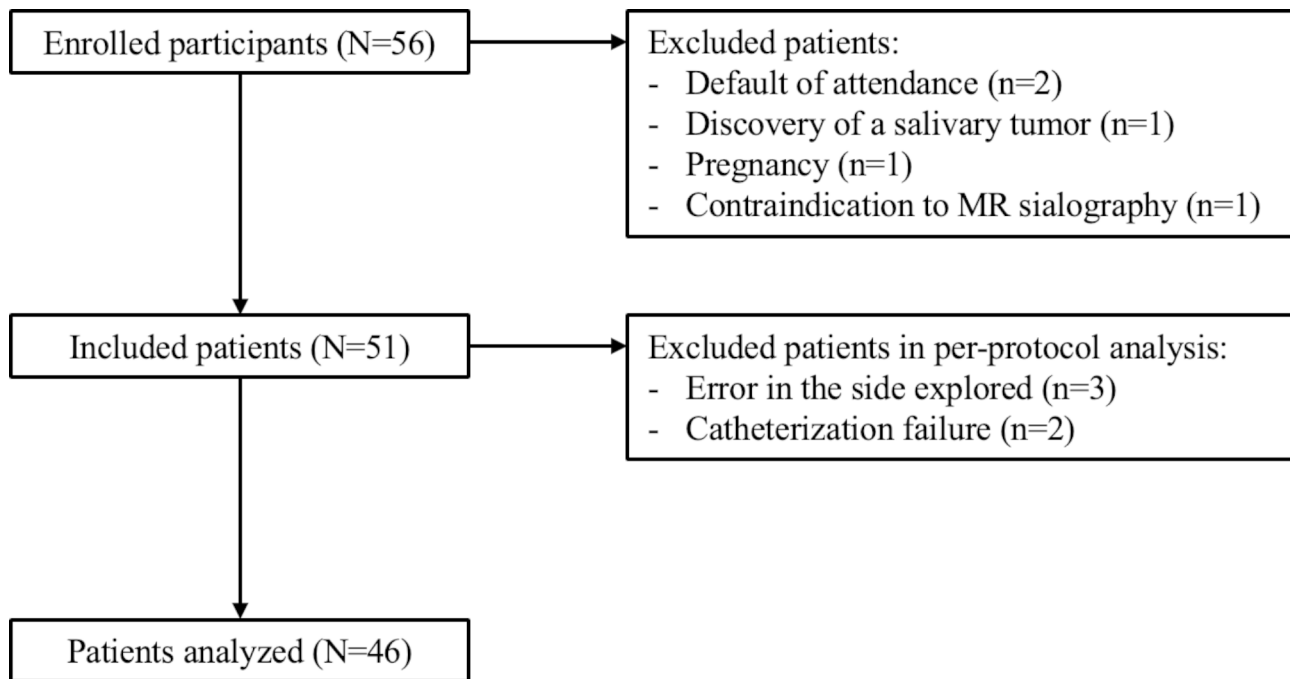 Enrolled participants (N=56)
Excluded patients:
- Default of attendance (n=2)
- Discovery of a salivary tumor (n=1)
- Pregnancy (n=1)
- Contraindication to MR sialography (n=1)
Included patients (N=51)
Excluded patients in per-protocol analysis:
- Error in the side explored (n=3)
- Catheterization failure (n=2)
Patients analyzed (N=46)